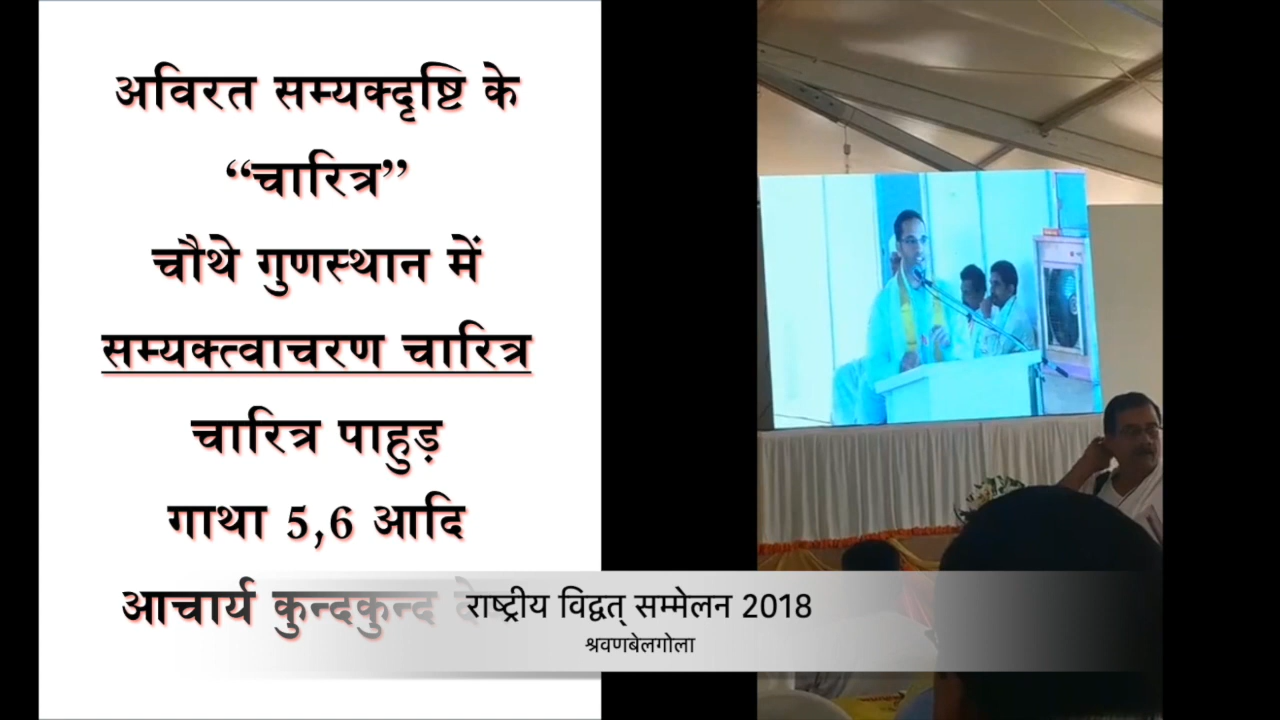 अविरत सम्यक्दृष्टि के
“चारित्र”
चौथे गुणस्थान में
सम्यक्त्वाचरण चारित्र
चारित्र पाहुड़
गाथा 5,6 आदि
आचार्य कुन्दकुन्द
राष्ट्रीय विद्वत् सम्मेलन 2018
श्रवणबेलगोला